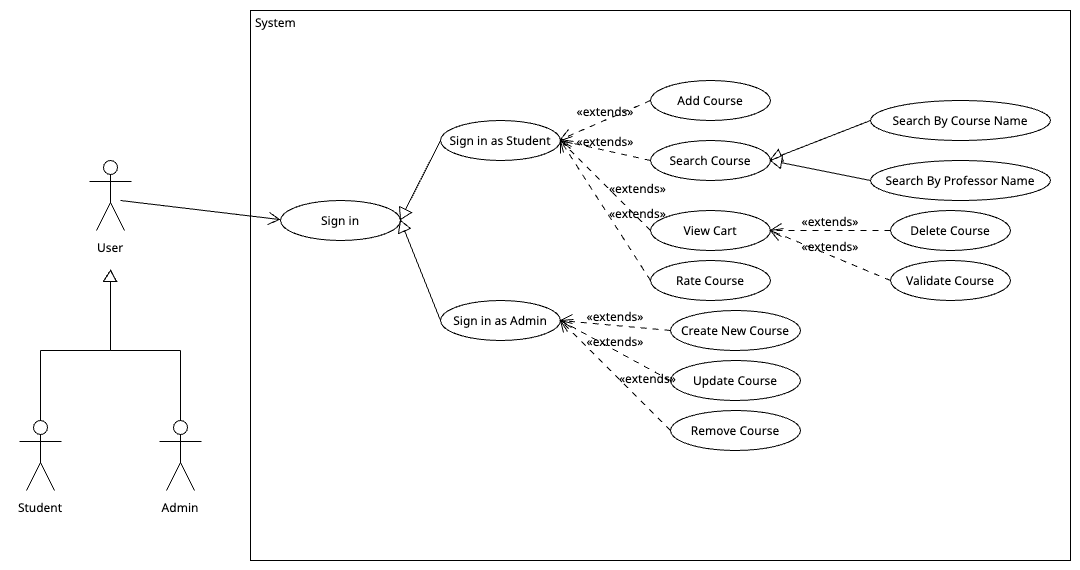 System
Add Course
«extends»
Search By Course Name
Sign in as Student
«extends»
Search Course
Search By Professor Name
«extends»
Sign in
«extends»
View Cart
«extends»
Delete Course
User
«extends»
Rate Course
Validate Course
Sign in as Admin
«extends»
Create New Course
«extends»
«extends»
Update Course
Remove Course
Student
Admin